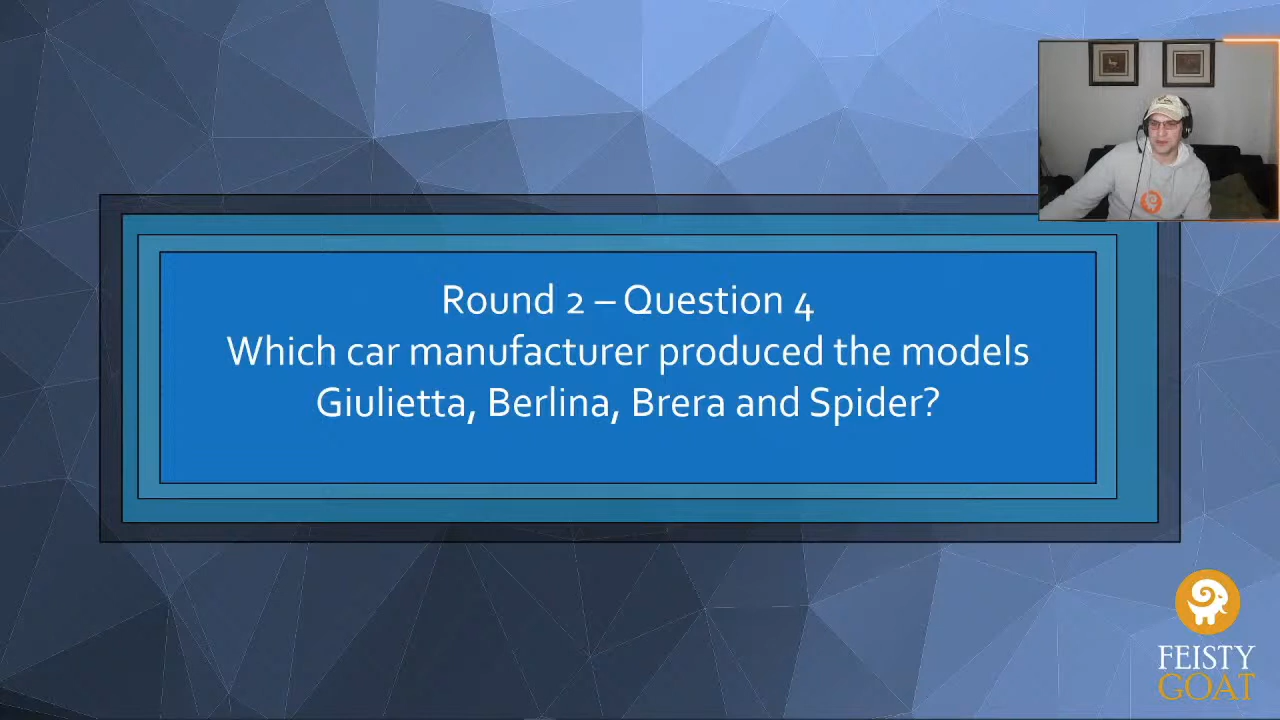 Round 2 – Question 4
Which car manufacturer produced the models
Giulietta, Berlina, Brera and Spider?
FEISTY
GOAT